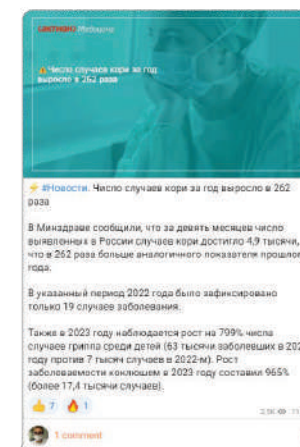 ⚠Число случаев кори за год
выросло в 262 раза
⚡ #Новости. Число случаев кори за год выросло в 262
раза
В Минздраве сообщили, что за девять месяцев число
выявленных в России случаев кори достигло 4,9 тысячи,
что в 262 раза больше аналогичного показателя
года.
В указанный период 2022 года было зафиксировано
только 19 случаев заболевания.
Также в 2023 году наблюдается рост на 799% числа
случаев гриппа среди детей (63 тысячи заболевших в
году против 7 тысяч случаев в 2022-м). Рост
заболеваемости коклюшем в 2023 году составил 965%
(более 17,4 тысячи случаев).
👍 7 🔥 1
1 comment